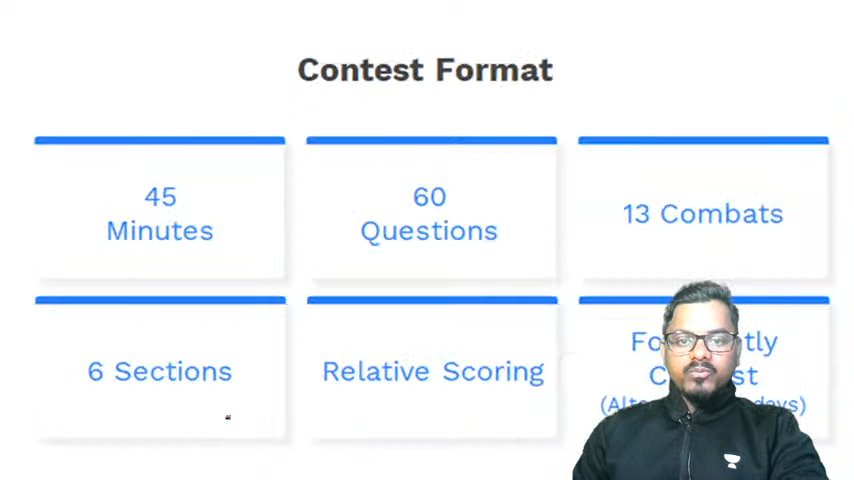 Contest Format
45
Minutes
60
Questions
13 Combats
6 Sections
Relative Scoring